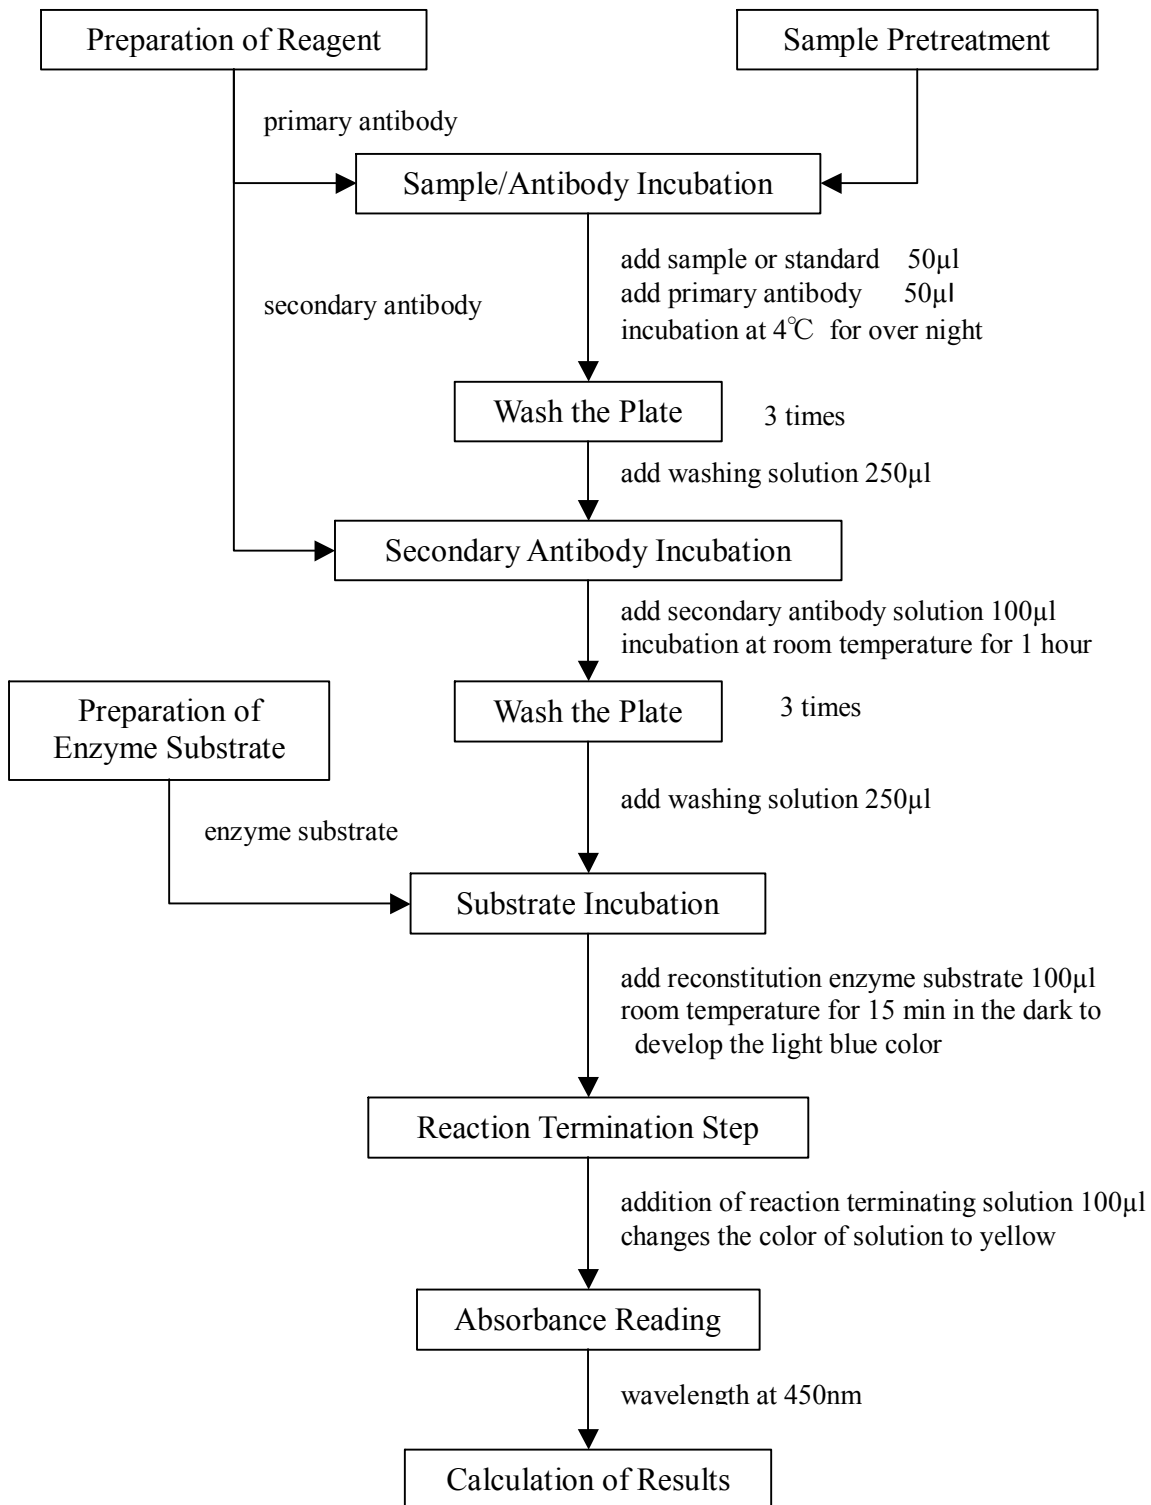 Preparation of Reagent
Sample Pretreatment
primary antibody
Sample/Antibody Incubation
add sample or standard 50μl
add primary antibody 50μl
incubation at 4℃ for over night
secondary antibody
Wash the Plate
3 times
add washing solution 250μl
Secondary Antibody Incubation
add secondary antibody solution 100μl
incubation at room temperature for 1 hour
Wash the Plate
3 times
Preparation of
Enzyme Substrate
add washing solution 250μl
enzyme substrate
Substrate Incubation
add reconstitution enzyme substrate 100μl
room temperature for 15 min in the dark to
develop the light blue color
Reaction Termination Step
addition of reaction terminating solution 100μl
changes the color of solution to yellow
Absorbance Reading
wavelength at 450nm
Calculation of Results